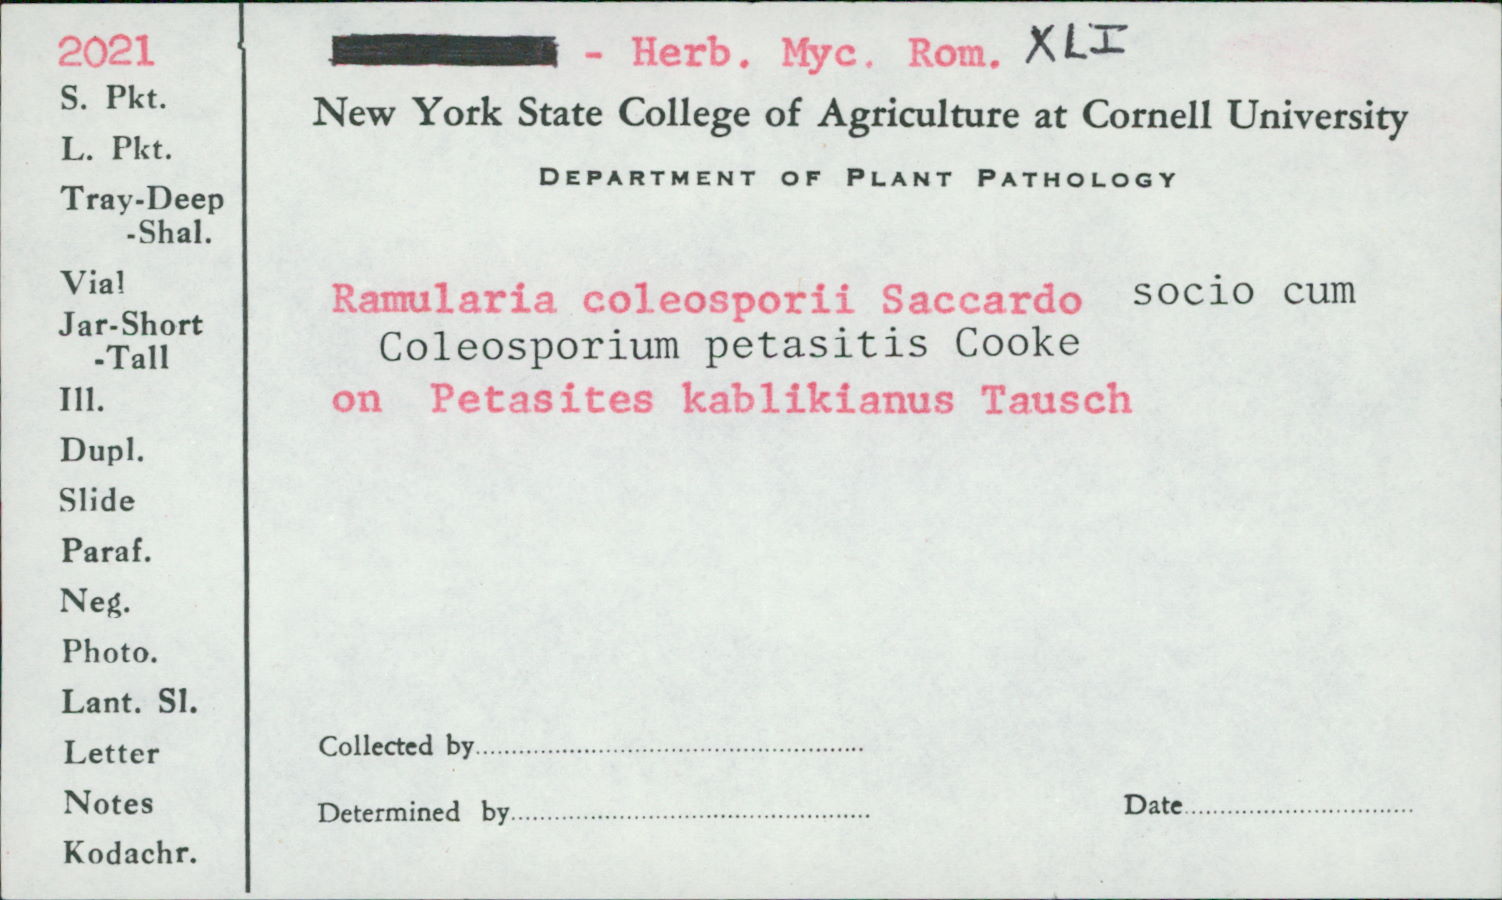 2021
S. Pkt.
L. Pkt.
Tray-Deep
-Shal.
Vial
Jar-Short
-Tall
Ill.
Dupl.
Slide
Paraf.
Neg.
Photo.
Lant. Sl.
Letter
Notes
Kodachr.
- Herb. Myc. Rom. XLI
New York State College of Agriculture at Cornell University
DEPARTMENT OF PLANT PATHOLOGY
Ramularia coleosporii Saccardo socio cum
Coleosporium petasitis Cooke
on Petasites kablikianus Tausch
Collected by
Determined by
Date